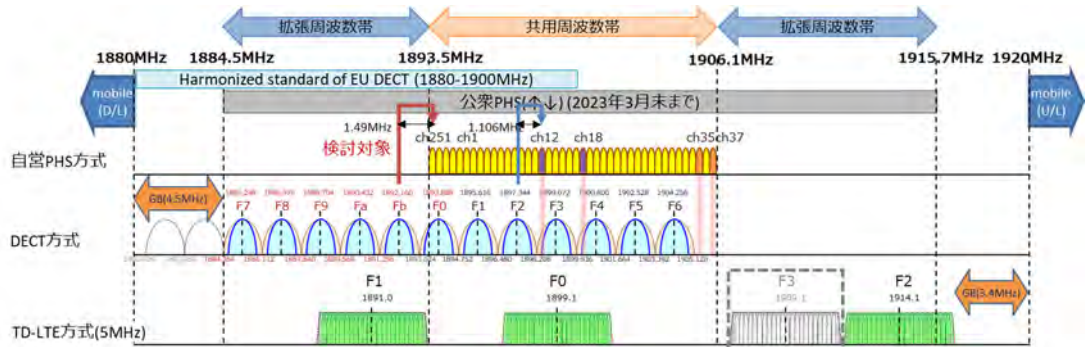 拡張周波数帯 共用周波数帯 拡張周波数帯
1880MHz 1884.5MHz 1893.5MHz 1906.1MHz 1915.7MHz 1920MHz
Harmonized standard of EU DECT (1880-1900MHz)
mobile (D/L)
公衆PHS(↑↓) (2023年3月末まで)
mobile (U/L)
1.49MHz 1.106MHz
検討対象
ch251 ch1 ch12 ch18 ch35 ch37
自営PHS方式
GB(4.5MHz)
1892.160 1893.888 1895.616 1897.344 1899.072 1900.800 1902.528 1904.256
F7 F8 F9 Fa Fb F0 F1 F2 F3 F4 F5 F6
DECT方式
1894.752 1896.480 1898.208 1899.936 1901.664 1903.392 1905.120
F1 F0 F3 F2
1891.0 1899.1 1909.1 1914.1
GB(3.4MHz)
TD-LTE方式(5MHz)